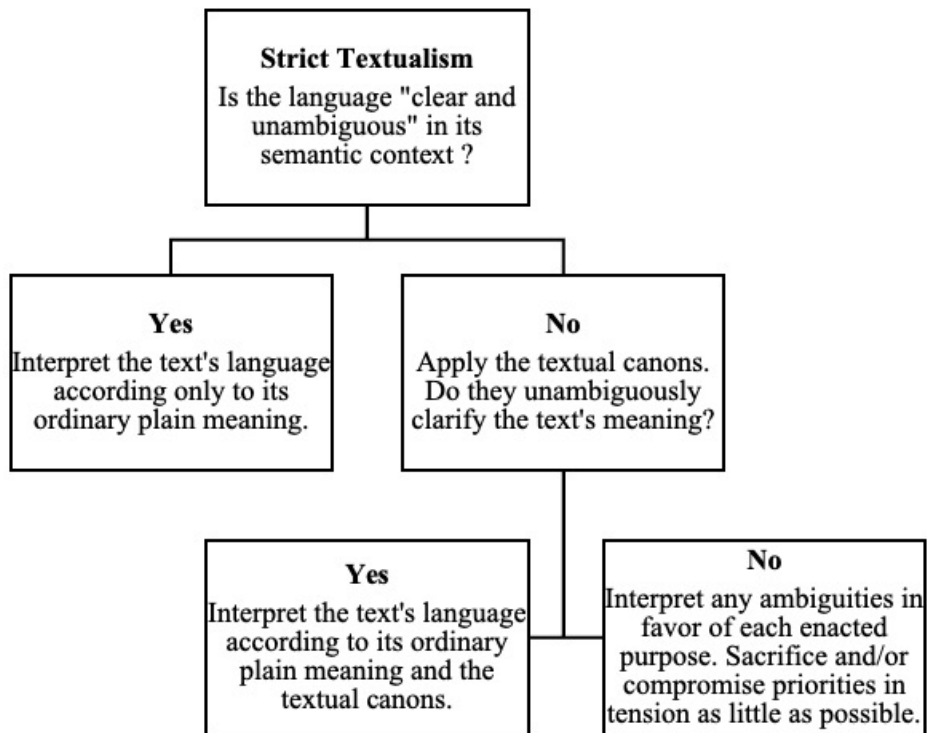 Strict Textualism
Is the language "clear and
unambiguous" in its
semantic context ?
Yes
Interpret the text's language
according only to its
ordinary plain meaning.
No
Apply the textual canons.
Do they unambiguously
clarify the text's meaning?
Yes
Interpret the text's language
according to its ordinary
plain meaning and the
textual canons.
No
Interpret any ambiguities in
favor of each enacted
purpose. Sacrifice and/or
compromise priorities in
tension as little as possible.